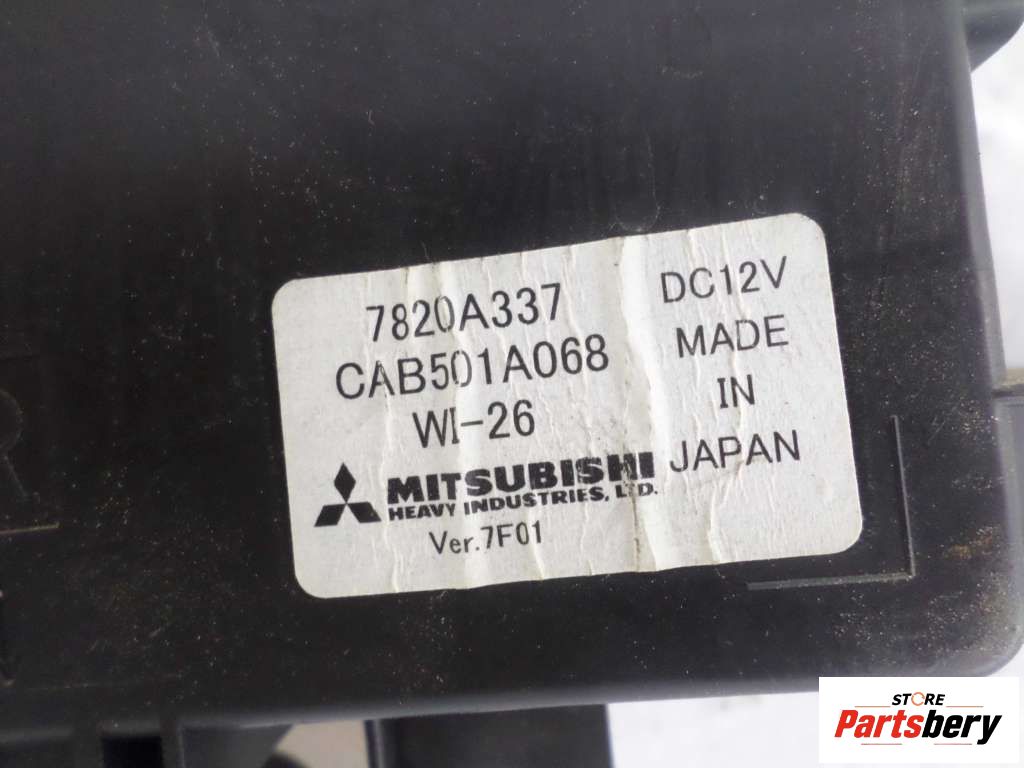 7820A337
CAB501A068
WI-26
MITSUBISHI
HEAVY INDUSTRIES, LTD.
Ver.7F01
DC12V
MADE
IN
JAPAN
STORE
Partsbery